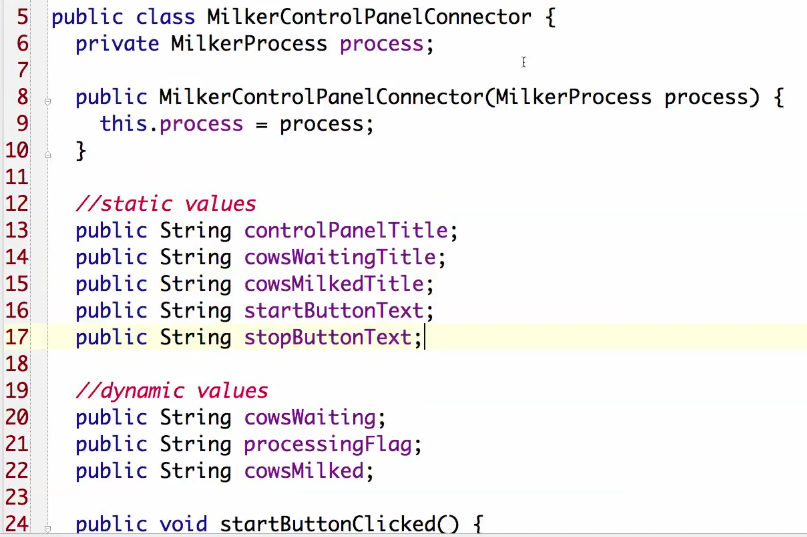 5 public class MilkerControlPanelConnector {
6 private MilkerProcess process;
7
8 public MilkerControlPanelConnector(MilkerProcess process) {
9 this.process = process;
10 }
11
12 //static values
13 public String controlPanelTitle;
14 public String cowsWaitingTitle;
15 public String cowsMilkedTitle;
16 public String startButtonText;
17 public String stopButtonText;
18
19 //dynamic values
20 public String cowsWaiting;
21 public String processingFlag;
22 public String cowsMilked;
23
24 public void startButtonClicked() {